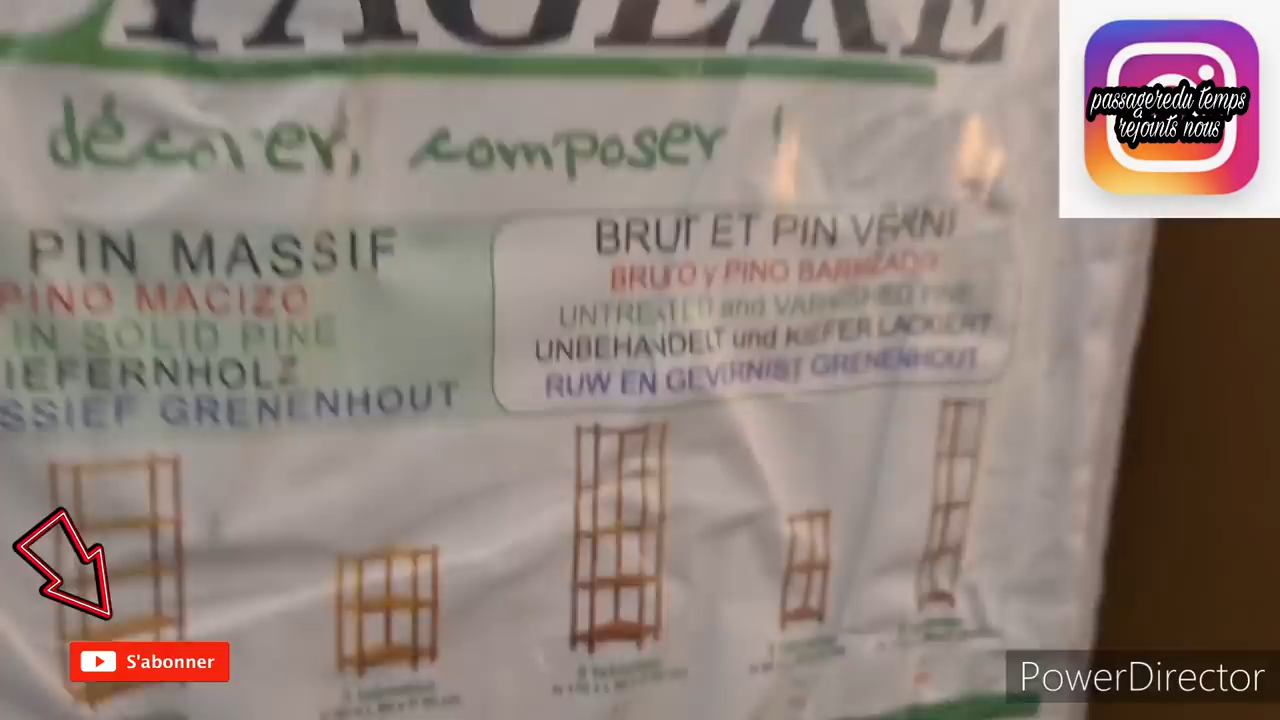 décorer, composer !
PIN MASSIF
PINO MACIZO
IN SOLID PINE
IEFERNHOLZ
SSIEF GRENENHOUT
BRUT ET PIN VERNI
BRUTO y PINO BARNIZADO
UNTREATED and VARNISHED PINE
UNBEHANDELT und KIEFER LACKIERT
RUW EN GEVERNIST GRENENHOUT
passageredu temps
rejoints nous
S'abonner
PowerDirector